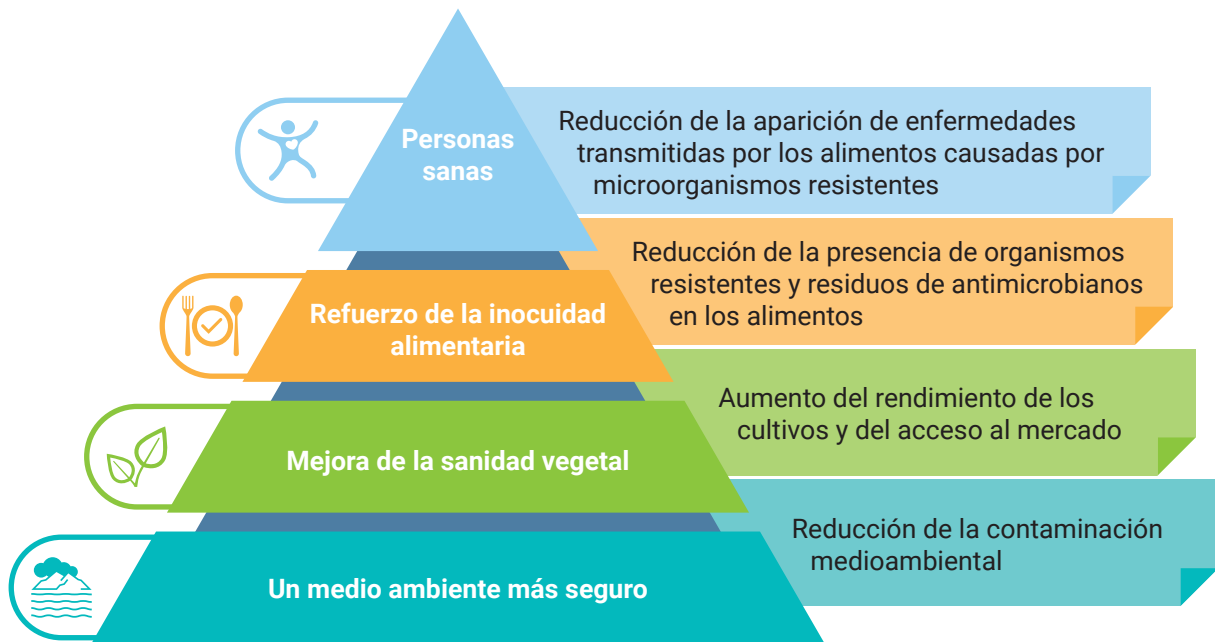 Personas
sanas
Reducción de la aparición de enfermedades
transmitidas por los alimentos causadas por
microorganismos resistentes
Refuerzo de la inocuidad
alimentaria
Reducción de la presencia de organismos
resistentes y residuos de antimicrobianos
en los alimentos
Mejora de la sanidad vegetal
Aumento del rendimiento de los
cultivos y del acceso al mercado
Un medio ambiente más seguro
Reducción de la contaminación
medioambiental